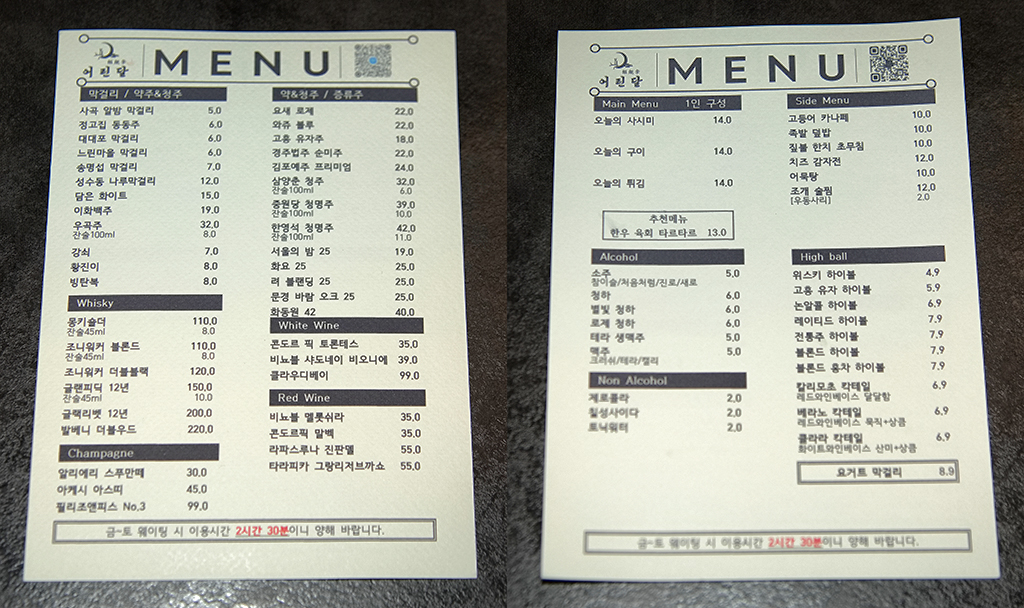 어린달
MENU
막걸리 / 약주&청주
사곡 알밤 막걸리 5.0
정고집 동동주 6.0
대대포 막걸리 6.0
느린마을 막걸리 6.0
송명섭 막걸리 7.0
성수동 나루막걸리 12.0
담은 화이트 15.0
이화백주 19.0
우곡주 32.0
잔술100ml 8.0
강쇠 7.0
황진이 8.0
빙탄복 8.0
Whisky
몽키숄더 110.0
잔술45ml 8.0
조니워커 블론드 110.0
잔술45ml 8.0
조니워커 더블블랙 120.0
글랜피딕 12년 150.0
잔술45ml 10.0
글랙리벳 12년 200.0
발베니 더블우드 220.0
Champagne
알리에리 스푸만떼 30.0
아케시 아스띠 45.0
필리조앤피스 No.3 99.0
약&청주 / 증류주
요새 로제 22.0
와쥬 블루 22.0
고흥 유자주 18.0
경주법주 순미주 22.0
김포예주 프리미엄 24.0
삼양춘 청주 32.0
잔술100ml 6.0
중원당 청명주 39.0
잔술100ml 10.0
한영석 청명주 42.0
잔술100ml 11.0
서울의 밤 25 19.0
화요 25 25.0
려 블랜딩 25 25.0
문경 바람 오크 25 25.0
화동원 42 40.0
White Wine
콘도르 픽 토론테스 35.0
비뇨블 샤도네이 비오니에 39.0
클라우디베이 99.0
Red Wine
비뇨블 멜롯쉬라 35.0
콘도르픽 말벡 35.0
라파스루나 진판델 55.0
타라피카 그랑리저브까쇼 55.0
금~토 웨이팅 시 이용시간 2시간 30분이니 양해 바랍니다.
어린달
MENU
Main Menu 1인 구성
오늘의 사시미 14.0
오늘의 구이 14.0
오늘의 튀김 14.0
추천메뉴
한우 육회 타르타르 13.0
Alcohol
소주 5.0
참이슬/처음처럼/진로/새로
청하 6.0
별빛 청하 6.0
로제 청하 6.0
테라 생맥주 5.0
맥주 5.0
크러쉬/테라/켈리
Non Alcohol
제로콜라 2.0
칠성사이다 2.0
토닉워터 2.0
Side Menu
고등어 카나페 10.0
족발 덮밥 10.0
짚불 한치 초무침 10.0
치즈 감자전 12.0
어묵탕 10.0
조개 술찜 12.0
[우동사리] 2.0
High ball
위스키 하이볼 4.9
고흥 유자 하이볼 5.9
논알콜 하이볼 6.9
레이티드 하이볼 7.9
전통주 하이볼 7.9
블론드 하이볼 7.9
블론드 홍차 하이볼 7.9
칼리모초 칵테일 6.9
레드와인베이스 달달함
베라노 칵테일 6.9
레드와인베이스 묵직+상큼
클라라 칵테일 6.9
화이트와인베이스 산미+상큼
요거트 막걸리 8.9
금~토 웨이팅 시 이용시간 2시간 30분이니 양해 바랍니다.